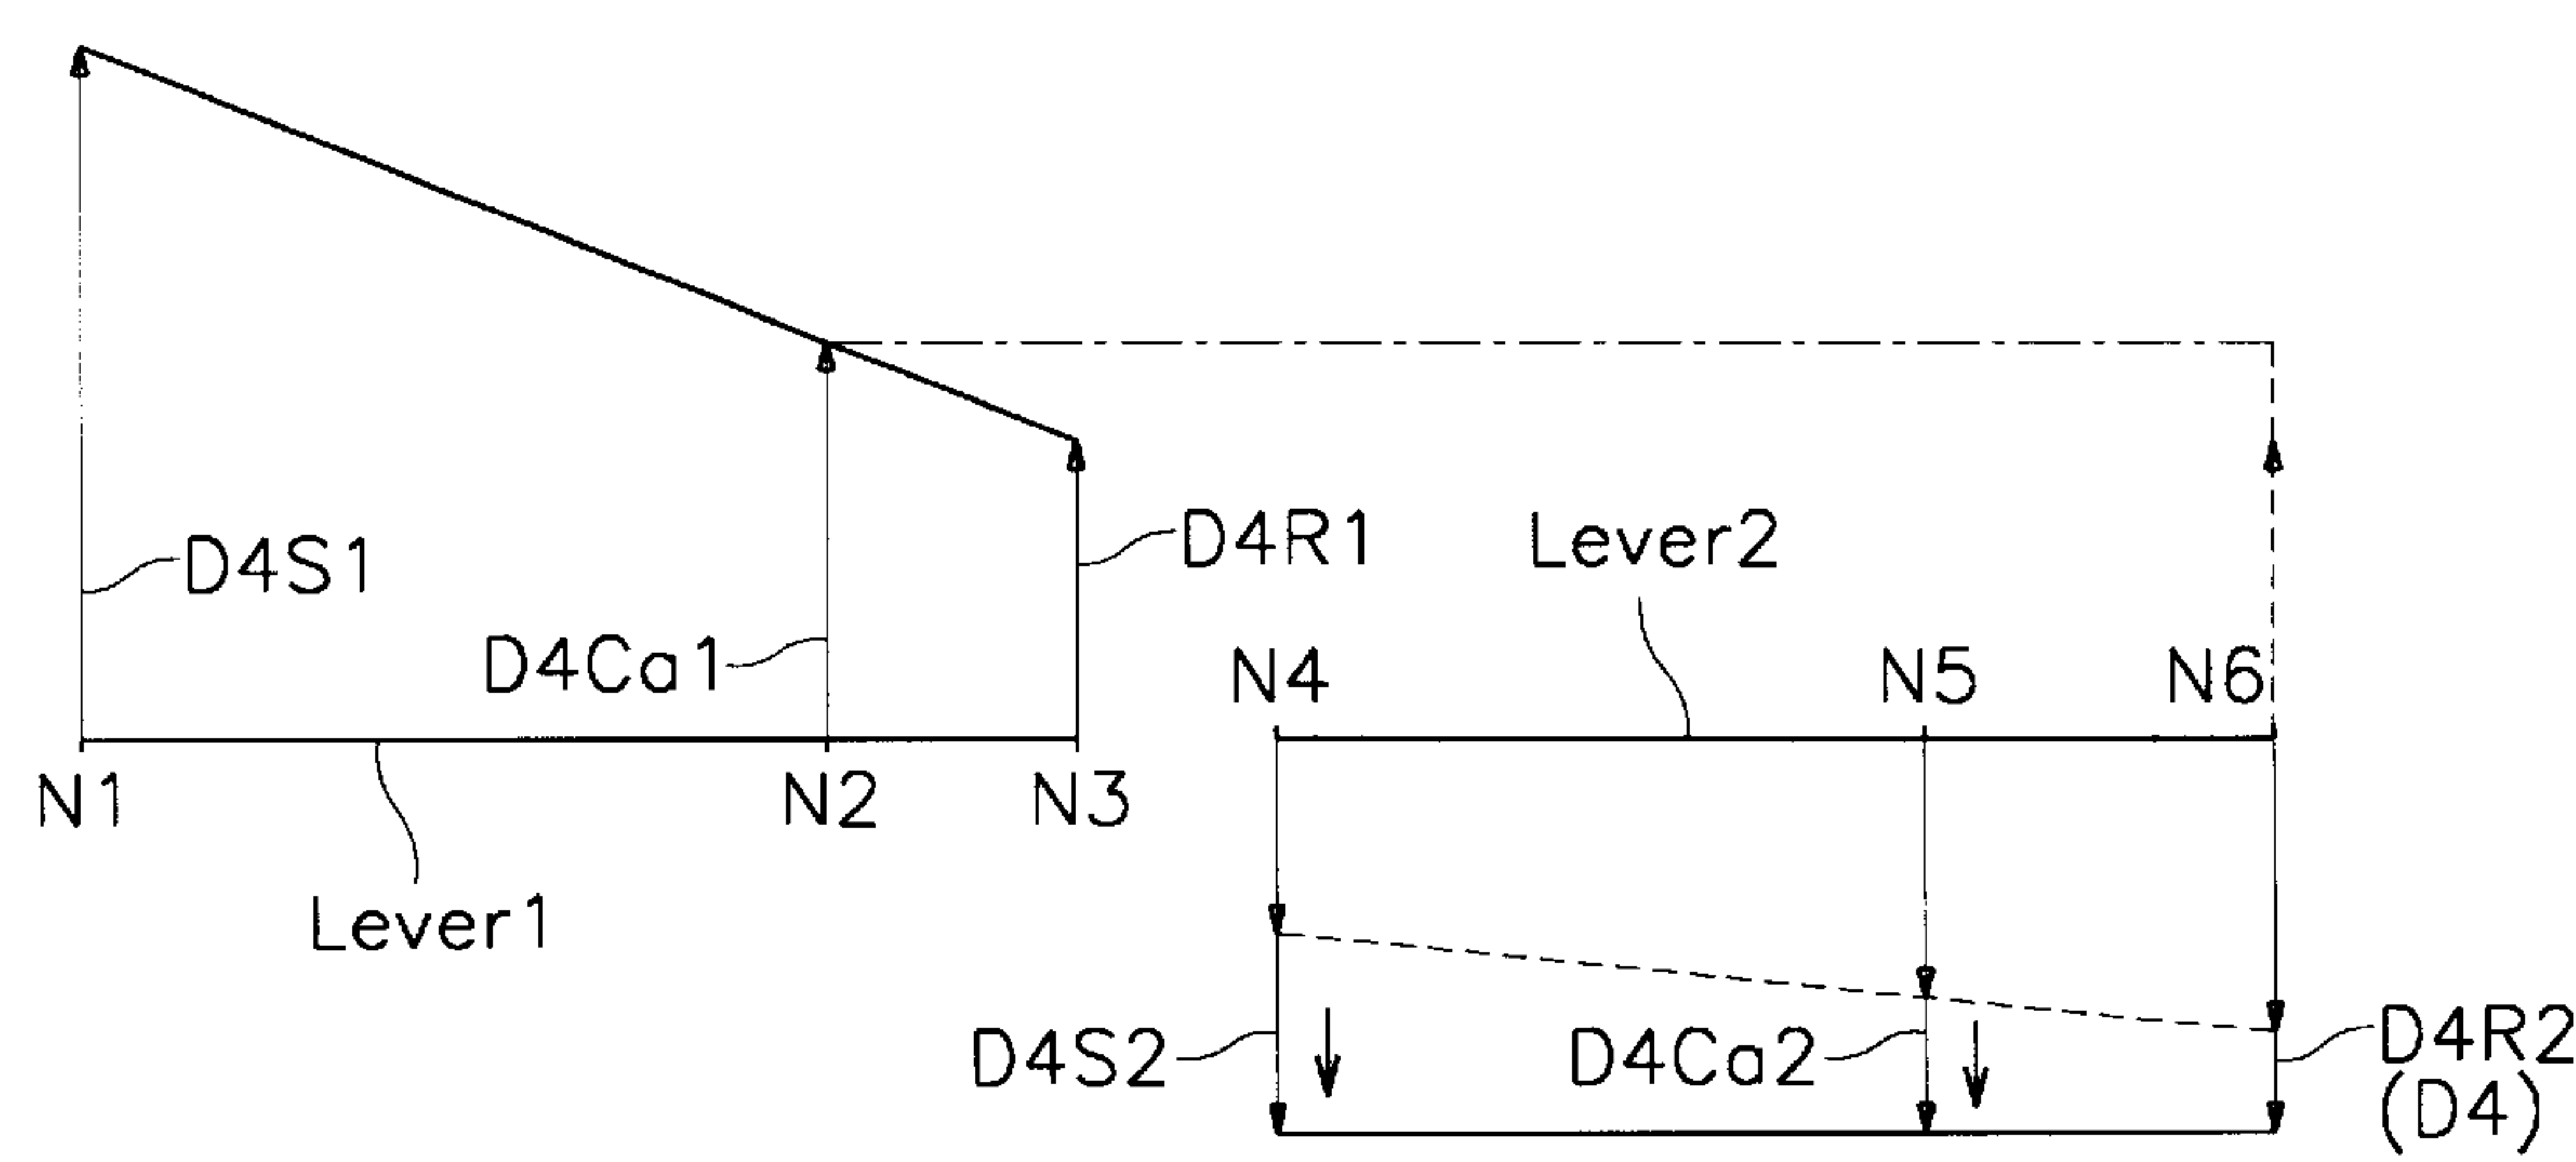 D4S1
D4R1
Lever2
D4Ca1
N4
N5
N6
N1
N2
N3
Lever1
D4S2
D4Ca2
D4R2
(D4)